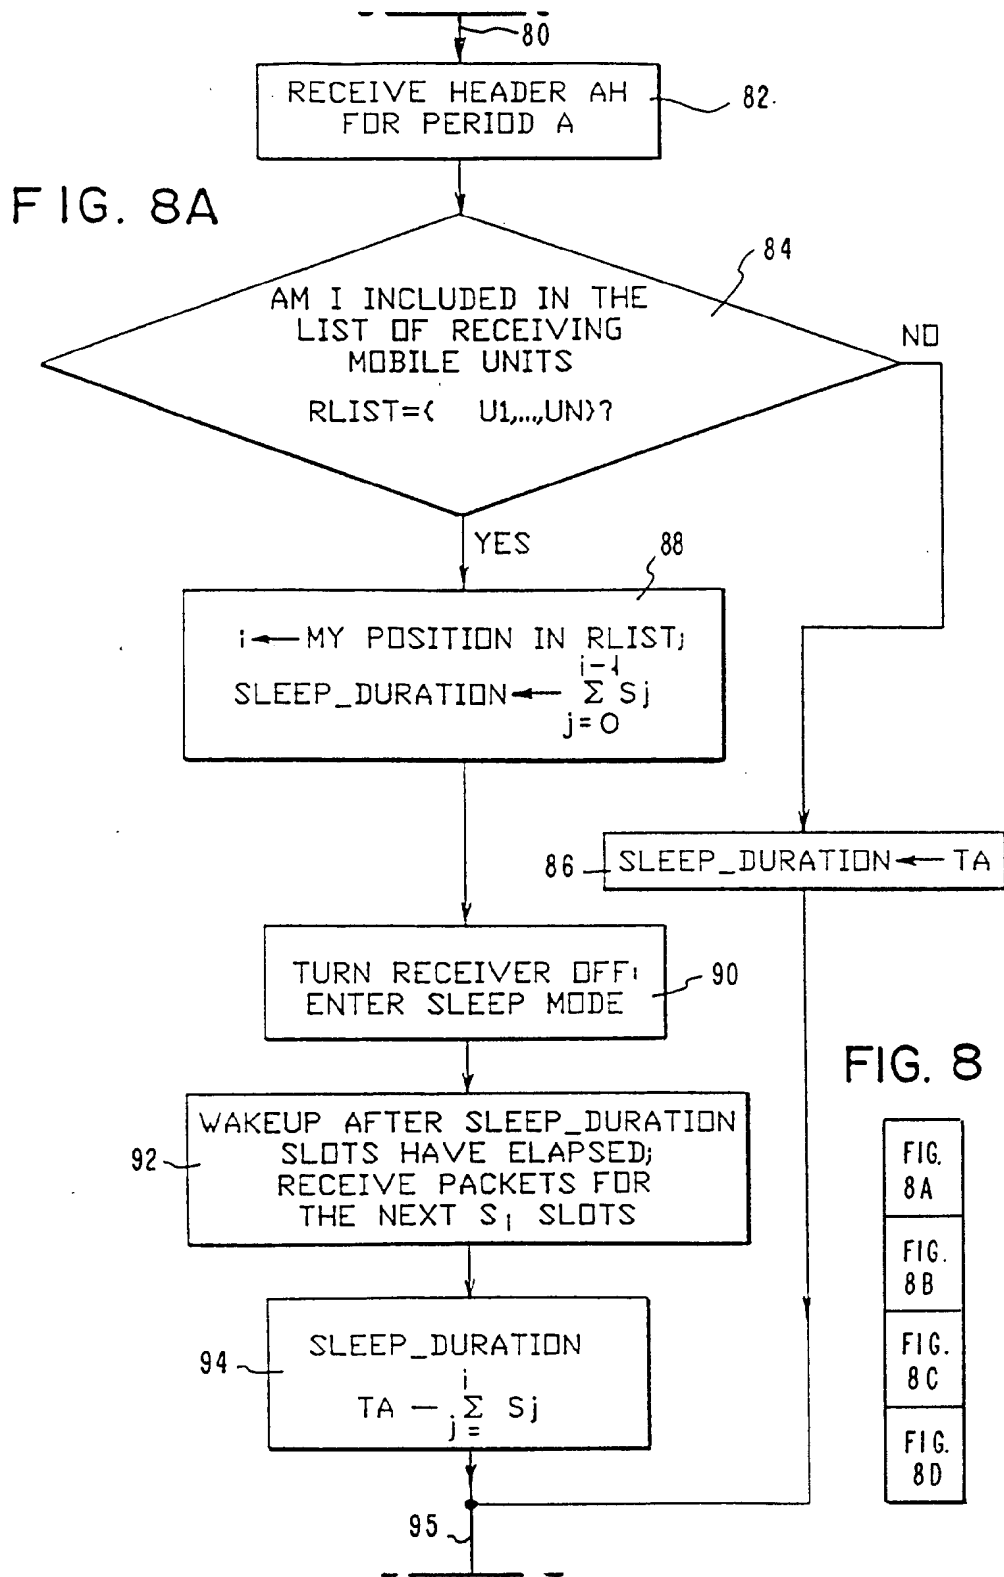 80
RECEIVE HEADER AH
FOR PERIOD A
82
FIG. 8A
84
AM I INCLUDED IN THE
LIST OF RECEIVING
MOBILE UNITS
RLIST={ U1,...,UN}?
NO
YES
88
i ← MY POSITION IN RLIST;
i-1
SLEEP_DURATION ← Σ Sj
j=0
86
SLEEP_DURATION ← TA
TURN RECEIVER OFF;
ENTER SLEEP MODE
90
FIG. 8
WAKEUP AFTER SLEEP_DURATION
SLOTS HAVE ELAPSED;
RECEIVE PACKETS FOR
THE NEXT Si SLOTS
92
FIG.
8A
FIG.
8B
FIG.
8C
FIG.
8D
94
SLEEP_DURATION
i
TA — Σ Sj
j=
95